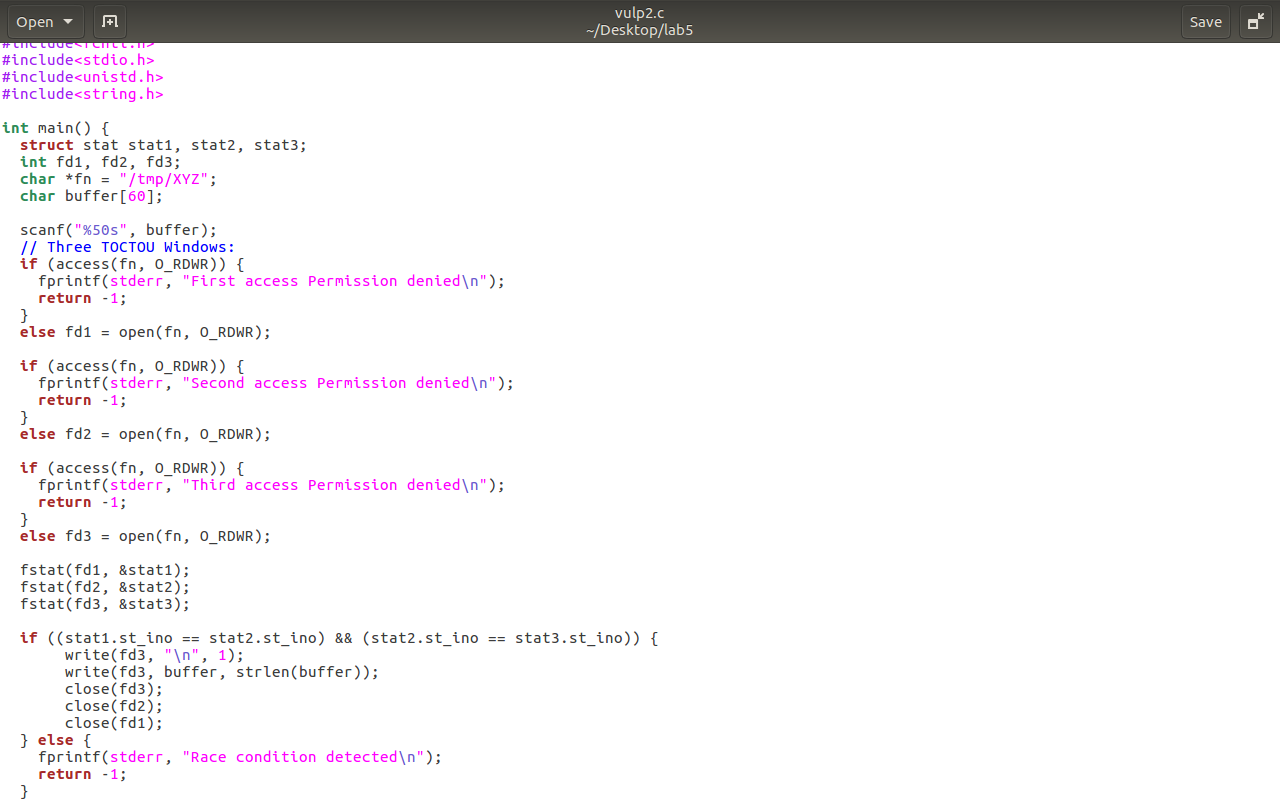 Open
vulp2.c
~/Desktop/lab5
Save
#include<fcntl.h>
#include<stdio.h>
#include<unistd.h>
#include<string.h>

int main() {
  struct stat stat1, stat2, stat3;
  int fd1, fd2, fd3;
  char *fn = "/tmp/XYZ";
  char buffer[60];

  scanf("%50s", buffer);
  // Three TOCTOU Windows:
  if (access(fn, O_RDWR)) {
    fprintf(stderr, "First access Permission denied\n");
    return -1;
  }
  else fd1 = open(fn, O_RDWR);

  if (access(fn, O_RDWR)) {
    fprintf(stderr, "Second access Permission denied\n");
    return -1;
  }
  else fd2 = open(fn, O_RDWR);

  if (access(fn, O_RDWR)) {
    fprintf(stderr, "Third access Permission denied\n");
    return -1;
  }
  else fd3 = open(fn, O_RDWR);

  fstat(fd1, &stat1);
  fstat(fd2, &stat2);
  fstat(fd3, &stat3);

  if ((stat1.st_ino == stat2.st_ino) && (stat2.st_ino == stat3.st_ino)) {
       write(fd3, "\n", 1);
       write(fd3, buffer, strlen(buffer));
       close(fd3);
       close(fd2);
       close(fd1);
  } else {
    fprintf(stderr, "Race condition detected\n");
    return -1;
  }